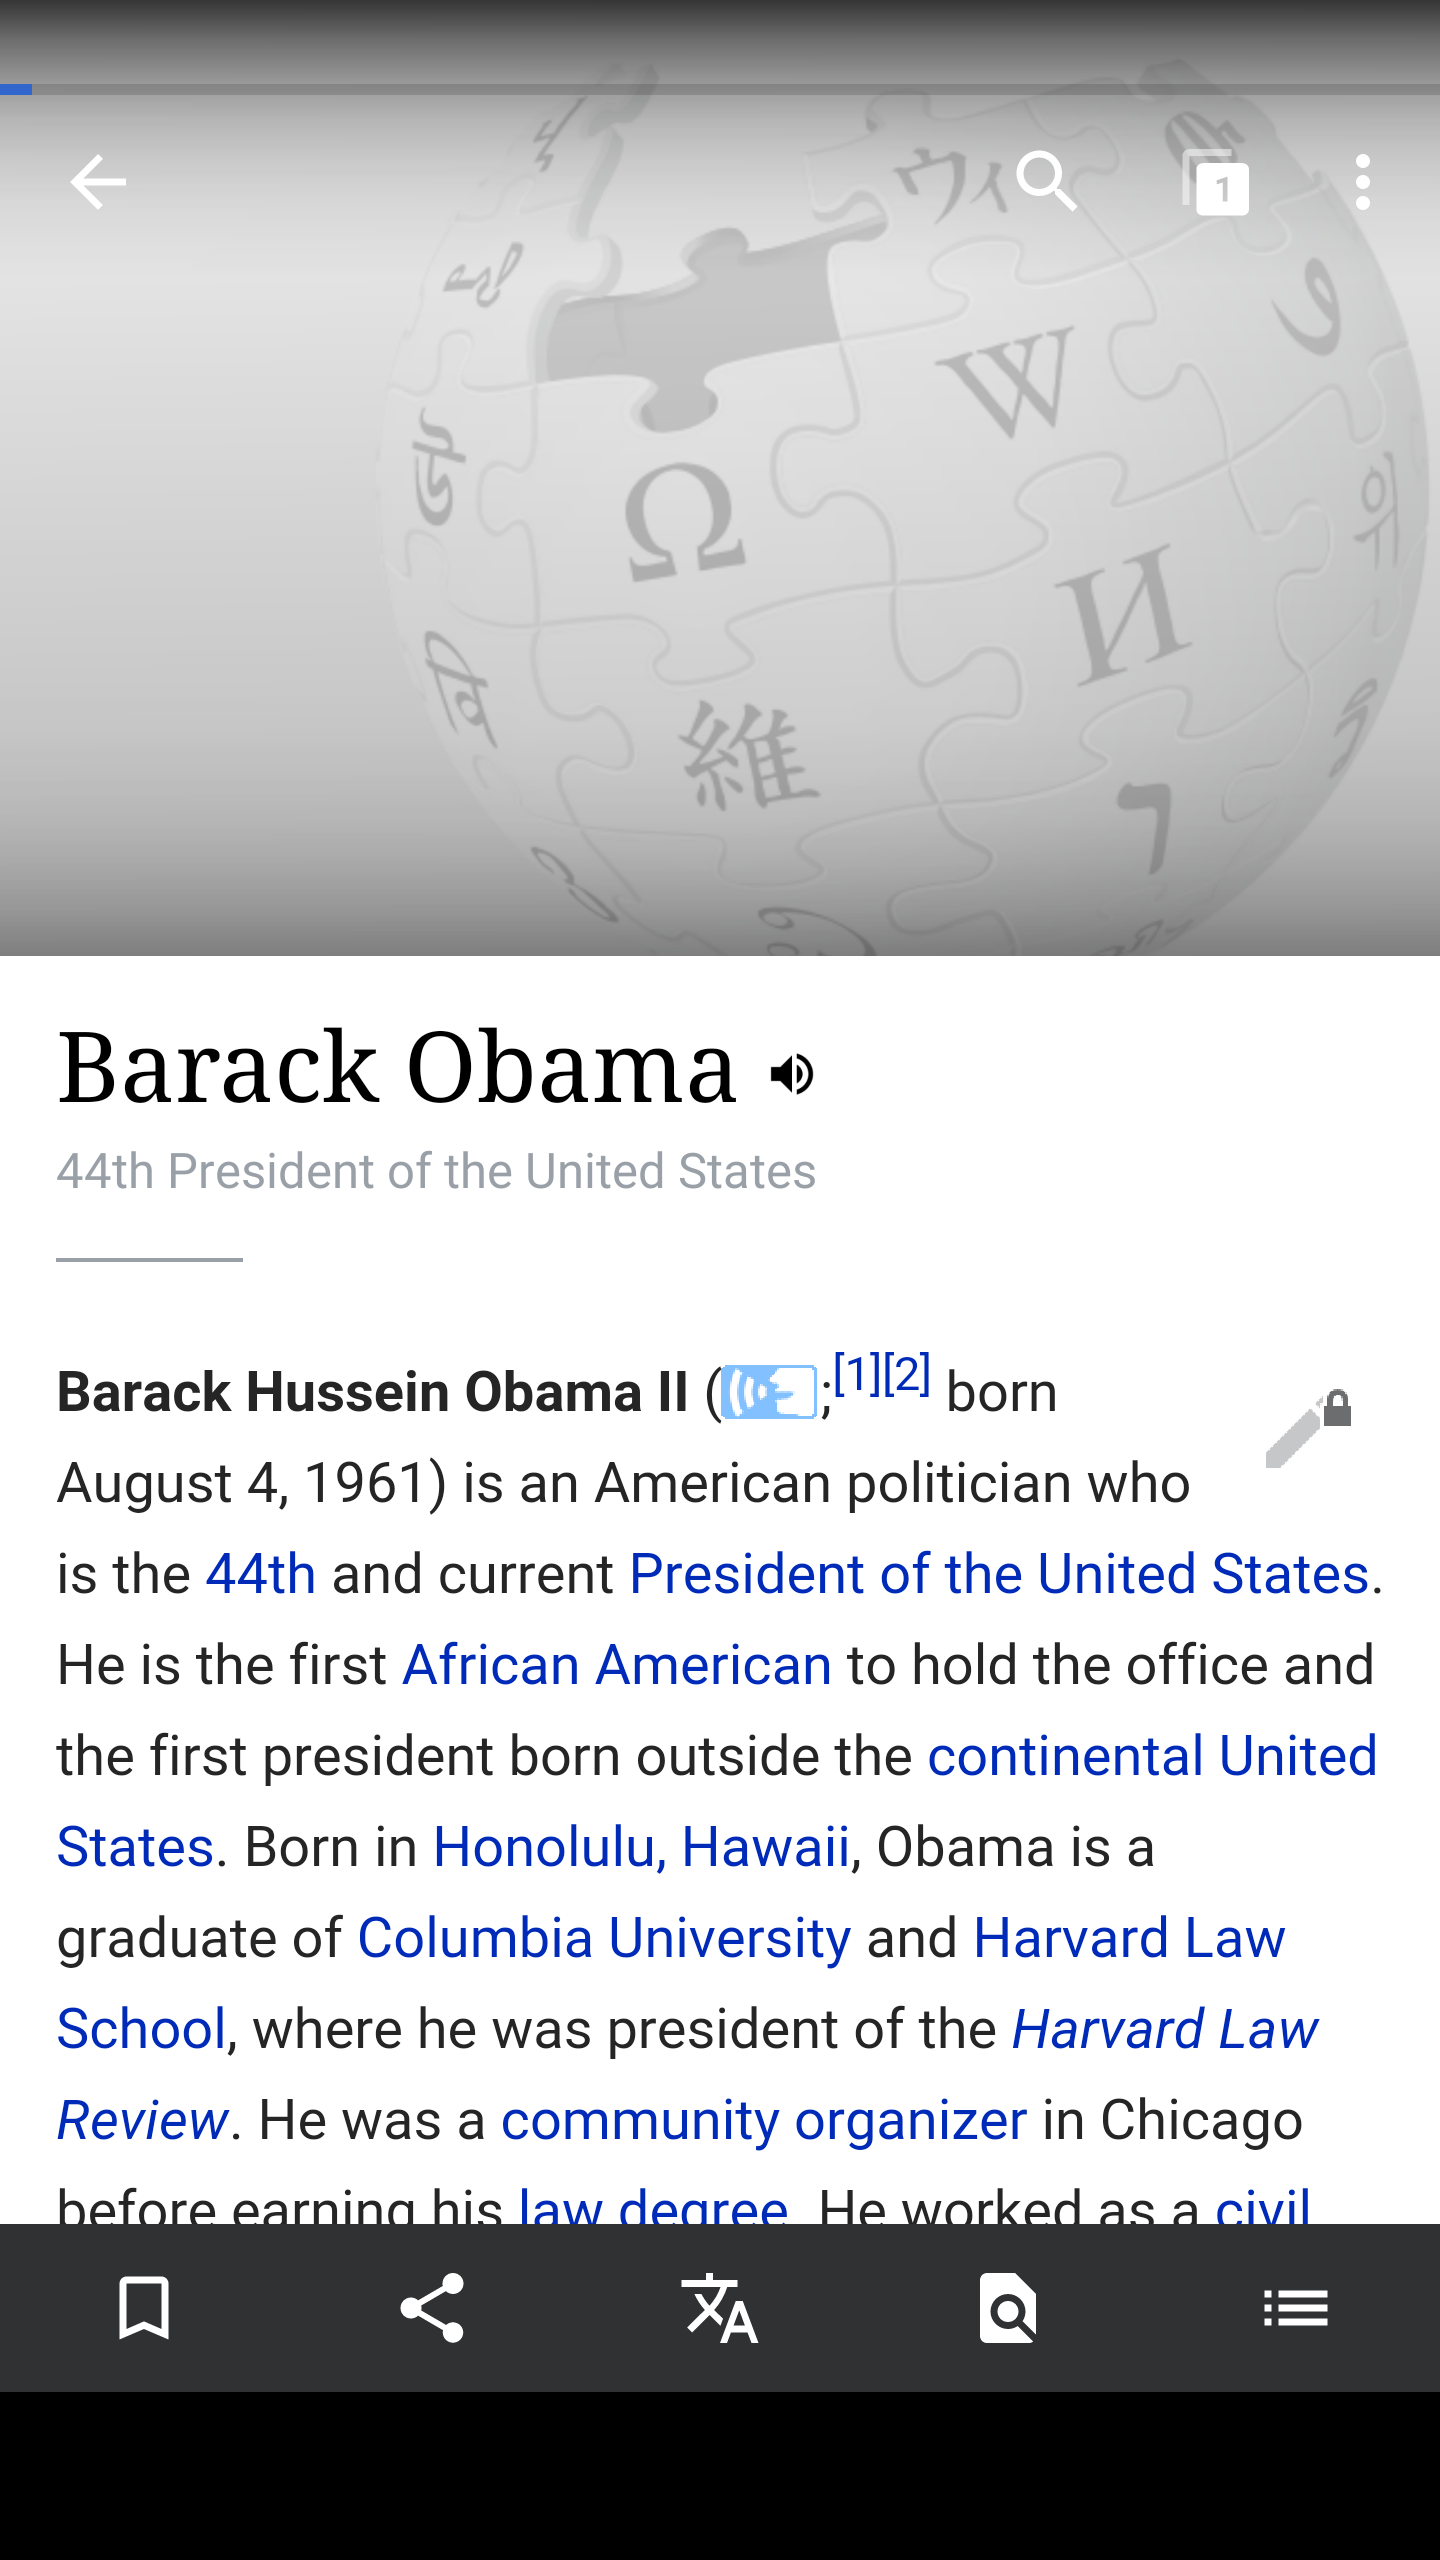 1
ウィ
W
Ω
И
維
ר
Barack Obama
44th President of the United States
Barack Hussein Obama II (;[1][2] born
August 4, 1961) is an American politician who
is the 44th and current President of the United States.
He is the first African American to hold the office and
the first president born outside the continental United
States. Born in Honolulu, Hawaii, Obama is a
graduate of Columbia University and Harvard Law
School, where he was president of the Harvard Law
Review. He was a community organizer in Chicago
before earning his law degree. He worked as a civil